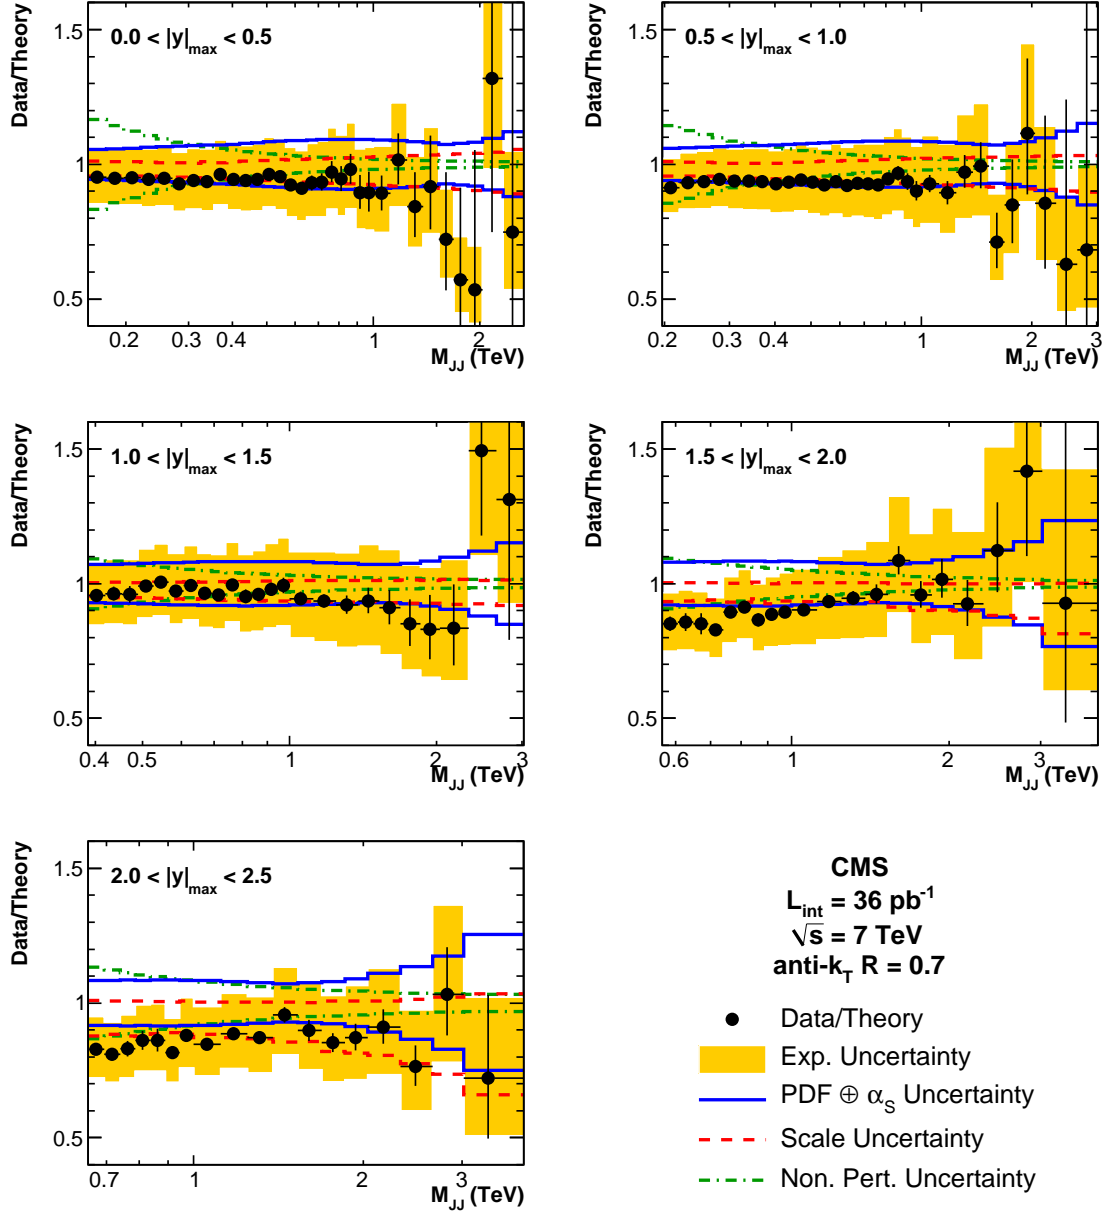 Data/Theory
0.0 < |y|max < 0.5
1.5
1
0.5
0.2 0.3 0.4 1 2
MJJ (TeV)
Data/Theory
0.5 < |y|max < 1.0
1.5
1
0.5
0.2 0.3 0.4 1 2 3
MJJ (TeV)
Data/Theory
1.0 < |y|max < 1.5
1.5
1
0.5
0.4 0.5 1 2 3
MJJ (TeV)
Data/Theory
1.5 < |y|max < 2.0
1.5
1
0.5
0.6 1 2 3
MJJ (TeV)
Data/Theory
2.0 < |y|max < 2.5
1.5
1
0.5
0.7 1 2 3
MJJ (TeV)
CMS
Lint = 36 pb-1
√s = 7 TeV
anti-kT R = 0.7
Data/Theory
Exp. Uncertainty
PDF ⊕ αS Uncertainty
Scale Uncertainty
Non. Pert. Uncertainty